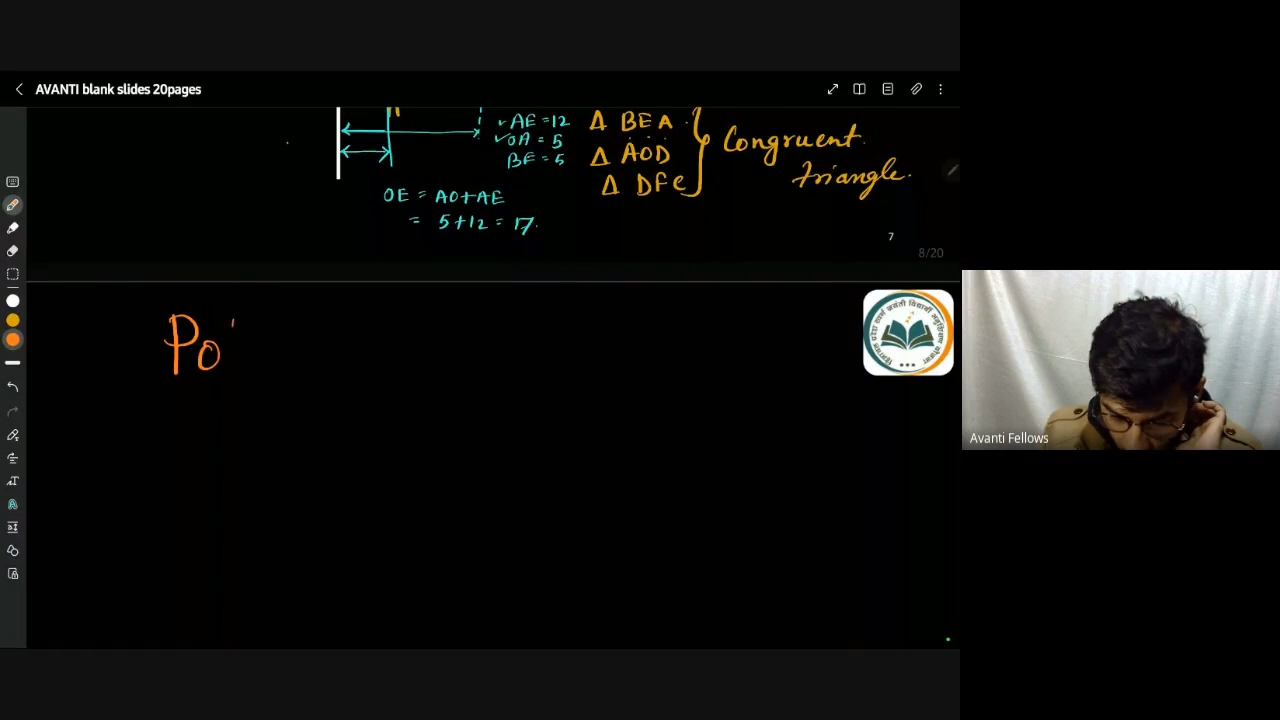 AVANTI blank slides 20pages
✓ AE = 12
✓ OA = 5
BE = 5
Δ BEA
Δ AOD
Δ DFC
Congruent
triangle.
OE = AO+AE
= 5+12 = 17.
7
8/20
Po
Avanti Fellows